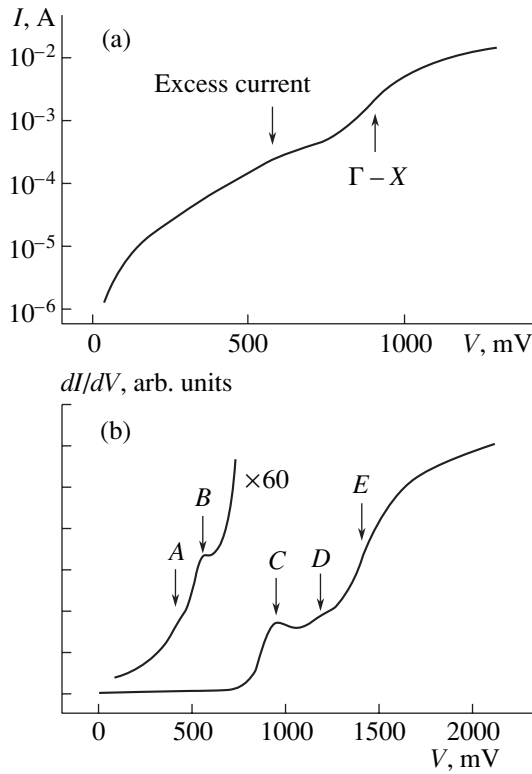 I, A
(a)
10–2
Excess current
10–3
Γ – X
10–4
10–5
10–6
0 500 1000 V, mV
dI/dV, arb. units
(b)
×60
B
E
A
C D
0 500 1000 1500 2000
V, mV